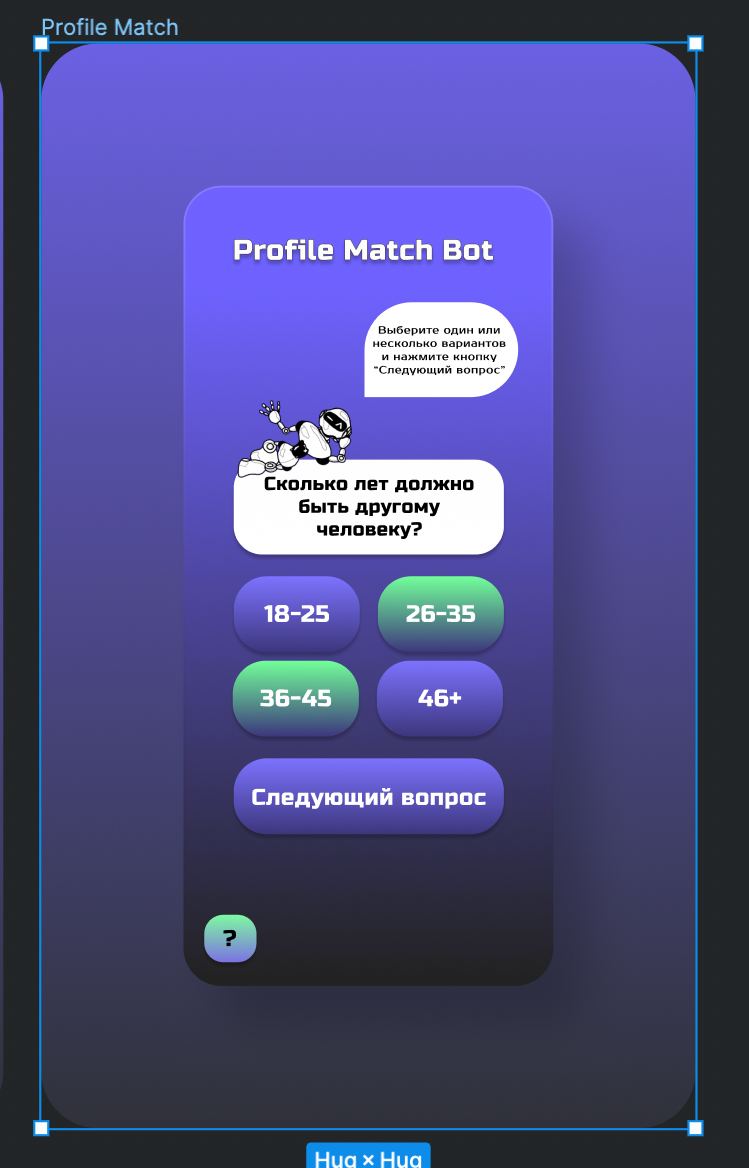 Profile Match
Profile Match Bot
Выберите один или
несколько вариантов
и нажмите кнопку
“Следующий вопрос”
Сколько лет должно
быть другому
человеку?
18-25
26-35
36-45
46+
Следующий вопрос
?
Hug × Hug